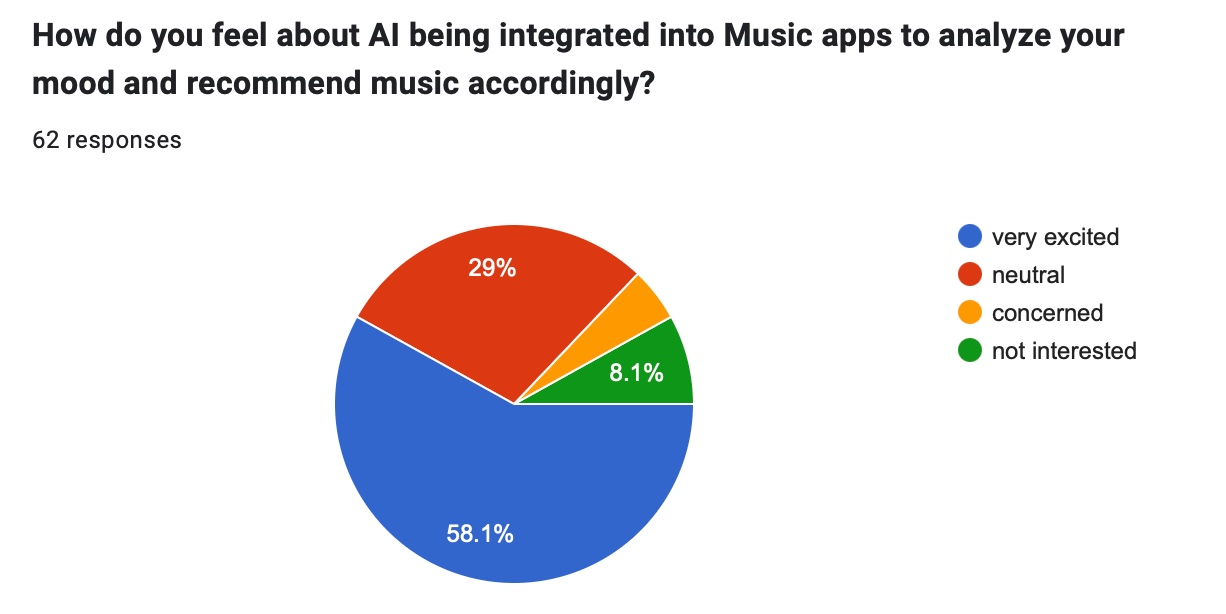 How do you feel about AI being integrated into Music apps to analyze your
mood and recommend music accordingly?
62 responses
very excited
neutral
concerned
not interested
29%
8.1%
58.1%